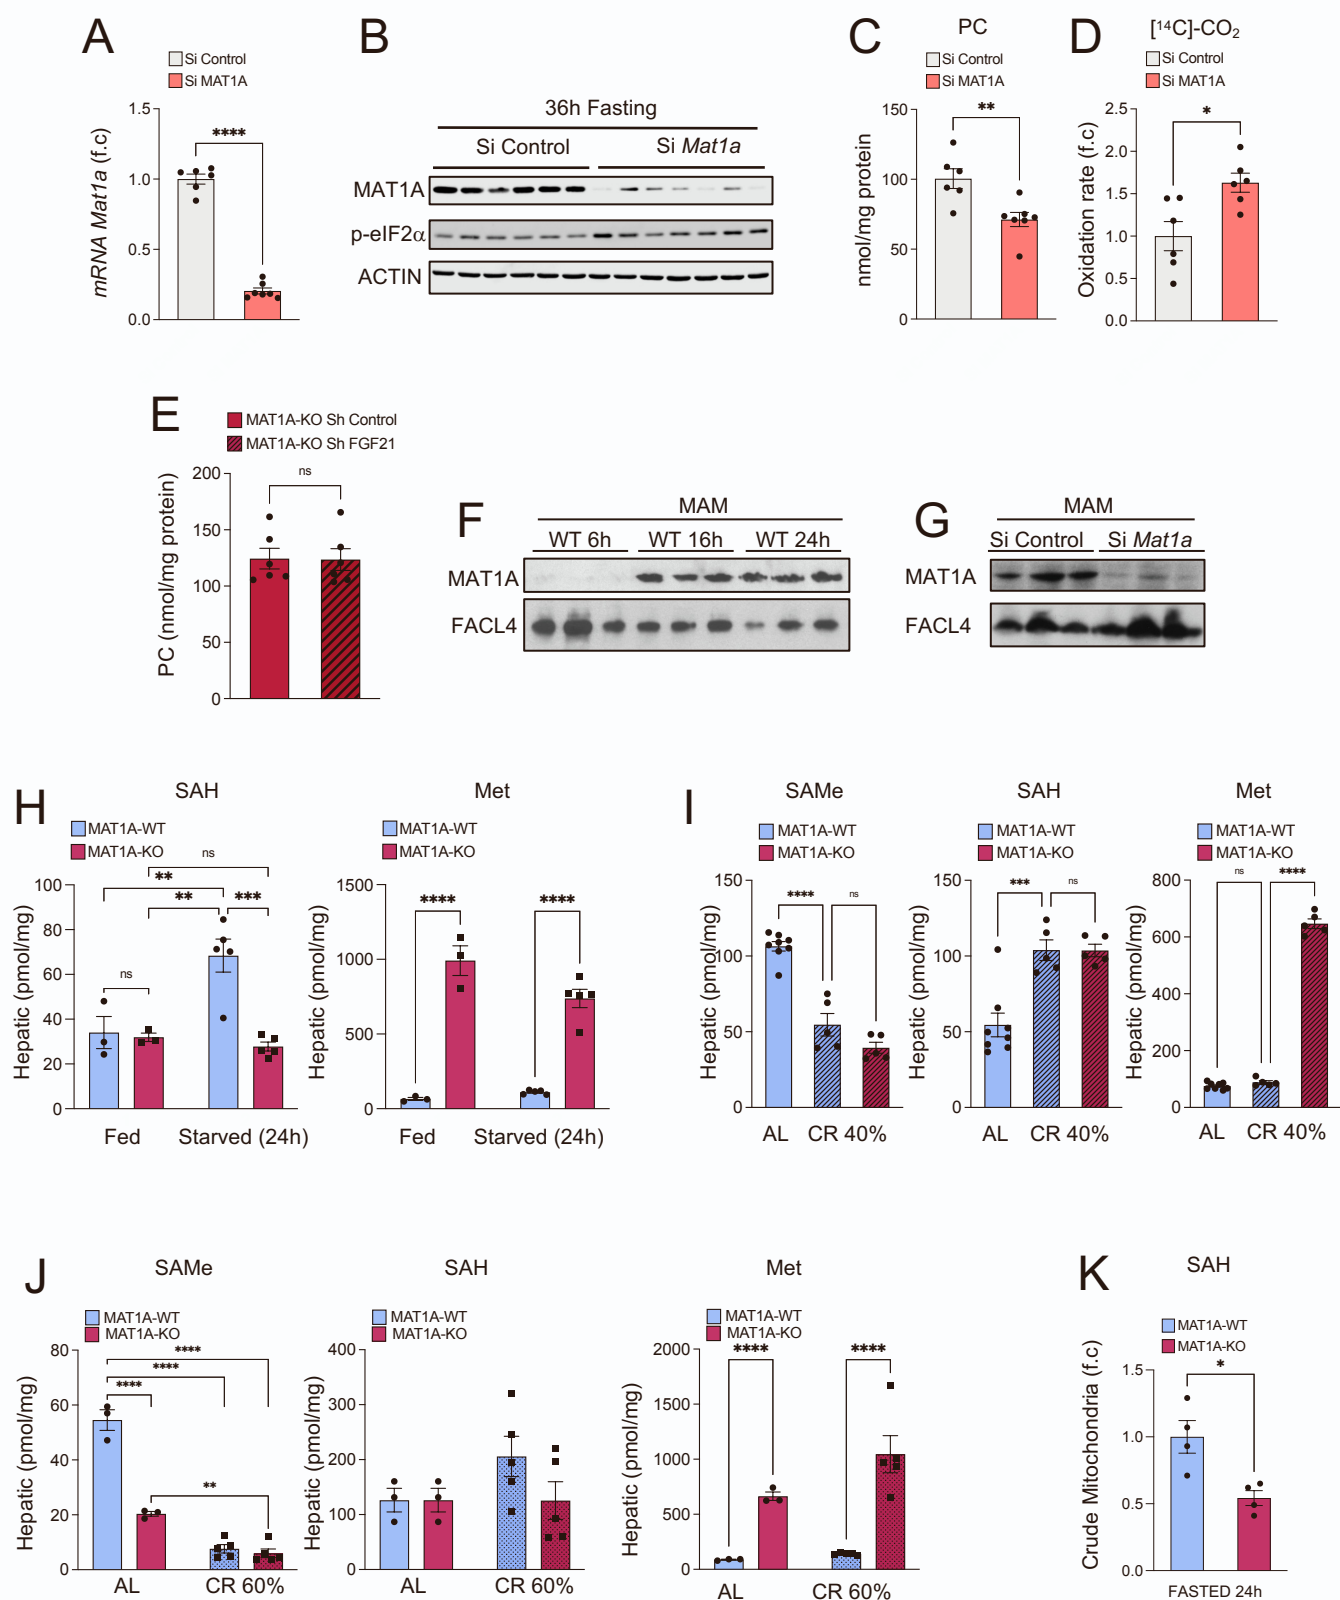 A
Si Control
Si MAT1A
mRNA Mat1a (f.c)
1.5
1.0
0.5
0.0
****
B
36h Fasting
Si Control
Si Mat1a
MAT1A
p-eIF2α
ACTIN
C
PC
Si Control
Si MAT1A
nmol/mg protein
150
100
50
0
**
D
[¹⁴C]-CO₂
Si Control
Si MAT1A
Oxidation rate (f.c)
2.5
2.0
1.5
1.0
0.5
0.0
*
E
MAT1A-KO Sh Control
MAT1A-KO Sh FGF21
PC (nmol/mg protein)
200
150
100
50
0
ns
F
MAM
WT 6h WT 16h WT 24h
MAT1A
FACL4
G
MAM
Si Control Si Mat1a
MAT1A
FACL4
H
SAH
MAT1A-WT
MAT1A-KO
Hepatic (pmol/mg)
100
80
60
40
20
0
ns
**
**
***
ns
Fed Starved (24h)
Met
MAT1A-WT
MAT1A-KO
Hepatic (pmol/mg)
1500
1000
500
0
****
****
Fed Starved (24h)
I
SAMe
MAT1A-WT
MAT1A-KO
Hepatic (pmol/mg)
150
100
50
0
****
ns
AL CR 40%
SAH
MAT1A-WT
MAT1A-KO
Hepatic (pmol/mg)
150
100
50
0
***
ns
AL CR 40%
Met
MAT1A-WT
MAT1A-KO
Hepatic (pmol/mg)
800
600
400
200
0
ns
****
AL CR 40%
J
SAMe
MAT1A-WT
MAT1A-KO
Hepatic (pmol/mg)
80
60
40
20
0
****
****
****
**
AL CR 60%
SAH
MAT1A-WT
MAT1A-KO
Hepatic (pmol/mg)
400
300
200
100
0
AL CR 60%
Met
MAT1A-WT
MAT1A-KO
Hepatic (pmol/mg)
2000
1500
1000
500
0
****
****
AL CR 60%
K
SAH
MAT1A-WT
MAT1A-KO
Crude Mitochondria (f.c)
1.5
1.0
0.5
0.0
*
FASTED 24h